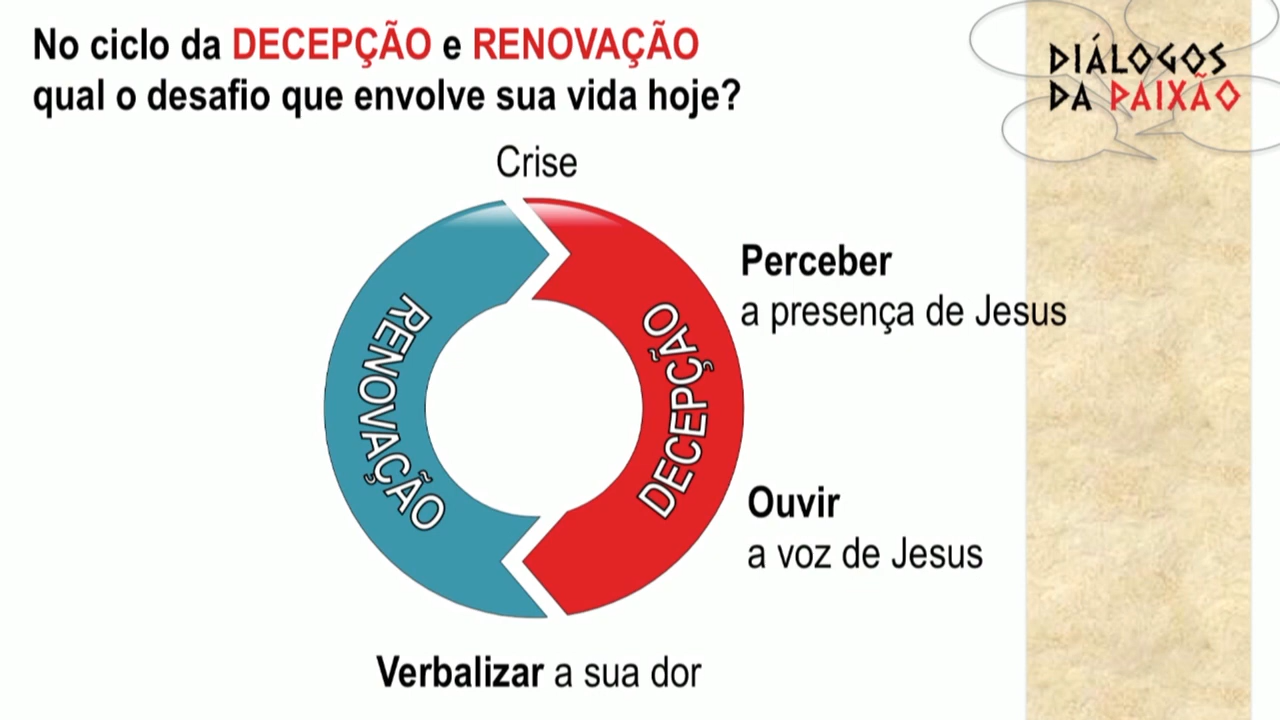 No ciclo da DECEPÇÃO e RENOVAÇÃO
qual o desafio que envolve sua vida hoje?
DIÁLOGOS
DA PAIXÃO
Crise
Perceber
a presença de Jesus
RENOVAÇÃO
DECEPÇÃO
Ouvir
a voz de Jesus
Verbalizar a sua dor